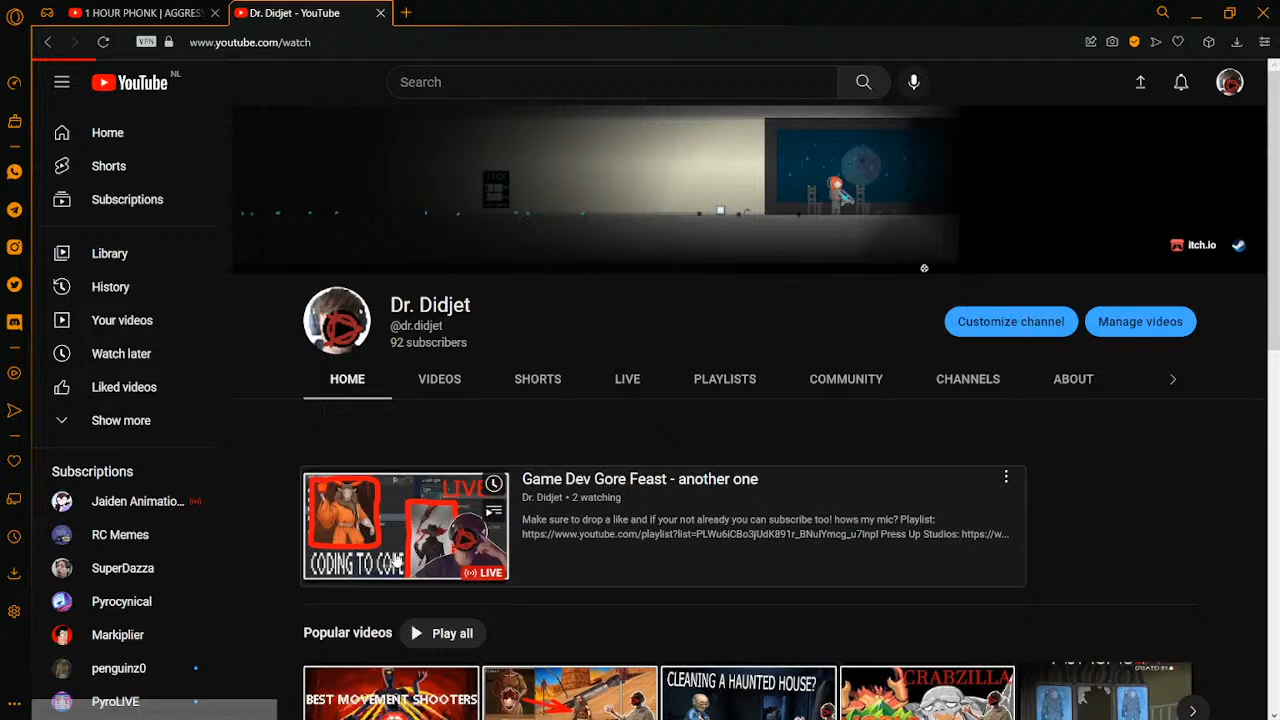 1 HOUR PHONK | AGGRES
Dr. Didjet - YouTube
VPN
www.youtube.com/watch
YouTube NL
Search
Home
Shorts
Subscriptions
Library
History
Your videos
Watch later
Liked videos
Show more
Subscriptions
Jaiden Animatio...
RC Memes
SuperDazza
Pyrocynical
Markiplier
penguinz0
PyroLIVE
itch.io
Dr. Didjet
@dr.didjet
92 subscribers
Customize channel
Manage videos
HOME
VIDEOS
SHORTS
LIVE
PLAYLISTS
COMMUNITY
CHANNELS
ABOUT
LIVE
CODING TO COPE
LIVE
Game Dev Gore Feast - another one
Dr. Didjet • 2 watching
Make sure to drop a like and if your not already you can subscribe too! hows my mic? Playlist:
https://www.youtube.com/playlist?list=PLWu6iCBo3jUdK891r_BNulYmcg_u7inpl Press Up Studios: https://w...
Popular videos
Play all
BEST MOVEMENT SHOOTERS
CLEANING A HAUNTED HOUSE?
CRABZILLA